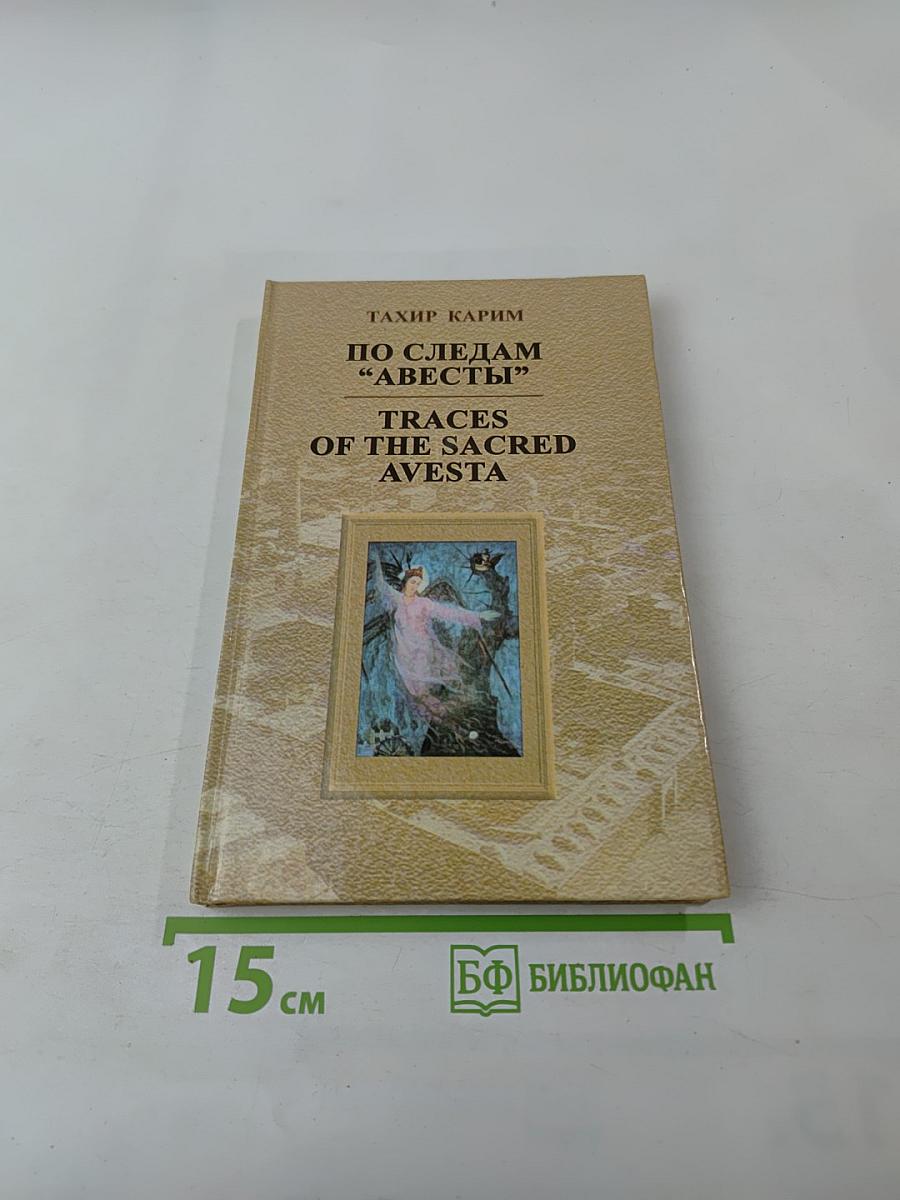 ТАХИР КАРИМ
ПО СЛЕДАМ
“АВЕСТЫ”
TRACES
OF THE SACRED
AVESTA
15 см
БФ БИБЛИОФАН